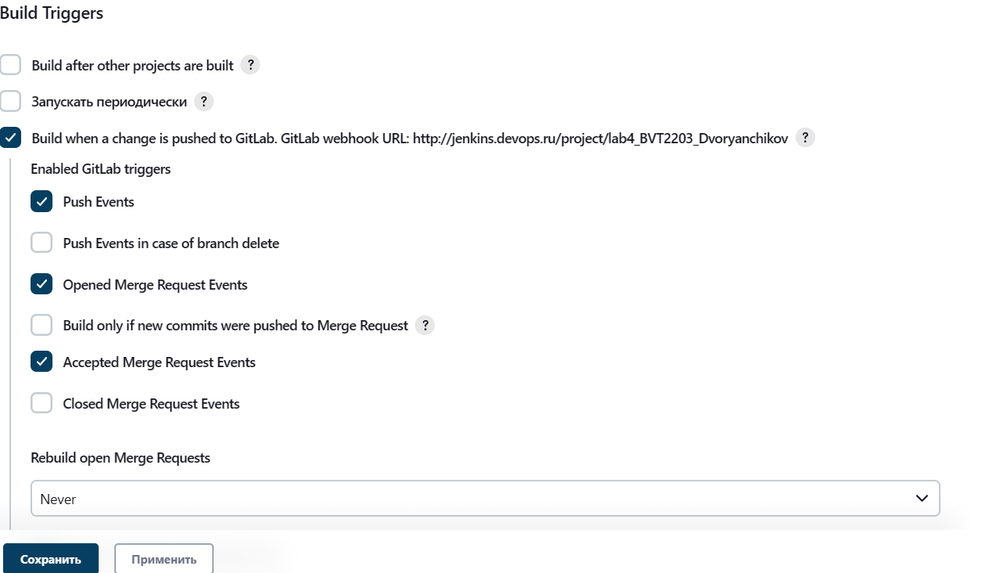 Build Triggers
Build after other projects are built ?
Запускать периодически ?
Build when a change is pushed to GitLab. GitLab webhook URL: http://jenkins.devops.ru/project/lab4_BVT2203_Dvoryanchikov ?
Enabled GitLab triggers
Push Events
Push Events in case of branch delete
Opened Merge Request Events
Build only if new commits were pushed to Merge Request ?
Accepted Merge Request Events
Closed Merge Request Events
Rebuild open Merge Requests
Never
Сохранить Применить